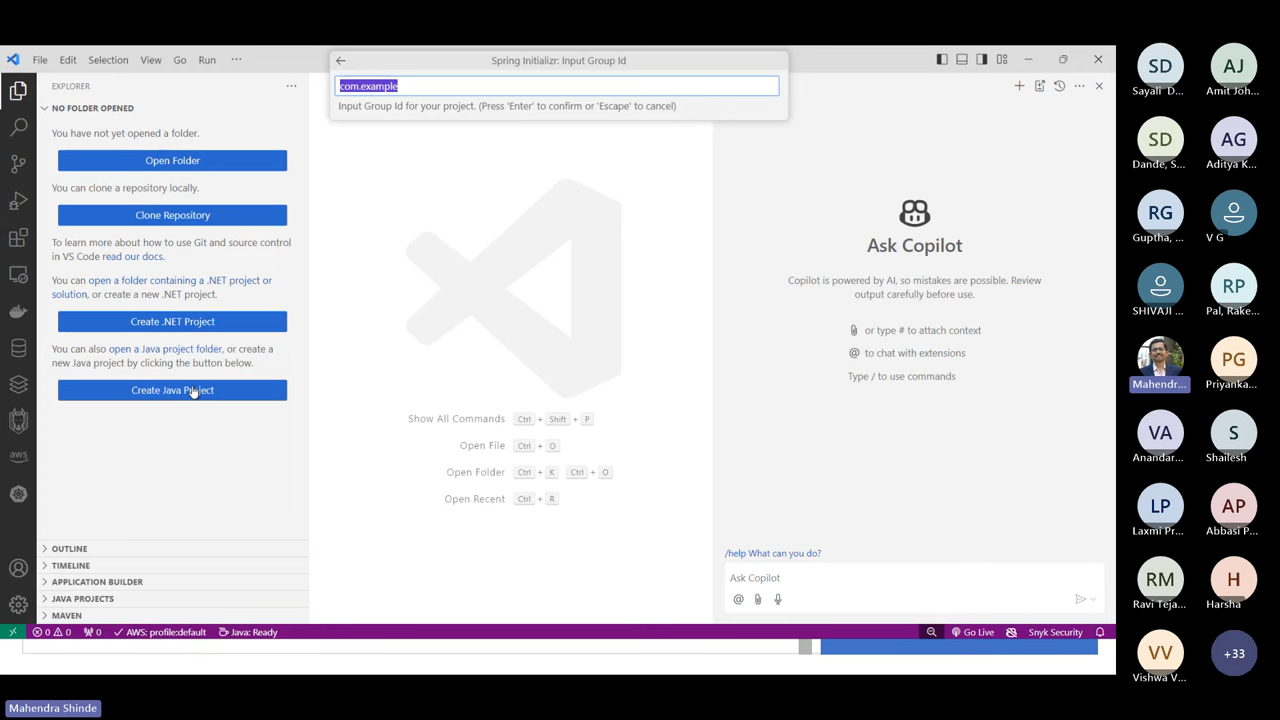 File Edit Selection View Go Run ...
Spring Initializr: Input Group Id
com.example
Input Group Id for your project. (Press 'Enter' to confirm or 'Escape' to cancel)
EXPLORER
NO FOLDER OPENED
You have not yet opened a folder.
Open Folder
You can clone a repository locally.
Clone Repository
To learn more about how to use Git and source control
in VS Code read our docs.
You can open a folder containing a .NET project or
solution, or create a new .NET project.
Create .NET Project
You can also open a Java project folder, or create a
new Java project by clicking the button below.
Create Java Project
aws
OUTLINE
TIMELINE
APPLICATION BUILDER
JAVA PROJECTS
MAVEN
Show All Commands Ctrl + Shift + P
Open File Ctrl + O
Open Folder Ctrl + K Ctrl + O
Open Recent Ctrl + R
Ask Copilot
Copilot is powered by AI, so mistakes are possible. Review
output carefully before use.
or type # to attach context
@ to chat with extensions
Type / to use commands
/help What can you do?
Ask Copilot
@
0 0 0 AWS: profile:default Java: Ready
Go Live Snyk Security
SD
Sayali D...
AJ
Amit Joh...
SD
Dande, S...
AG
Aditya K...
RG
Guptha, ...
V G
SHIVAJI ...
RP
Pal, Rake...
Mahendr...
PG
Priyanka...
VA
Anandar...
S
Shailesh
LP
Laxmi Pr...
AP
Abbasi P...
RM
Ravi Teja...
H
Harsha
VV
Vishwa V...
+33
Mahendra Shinde